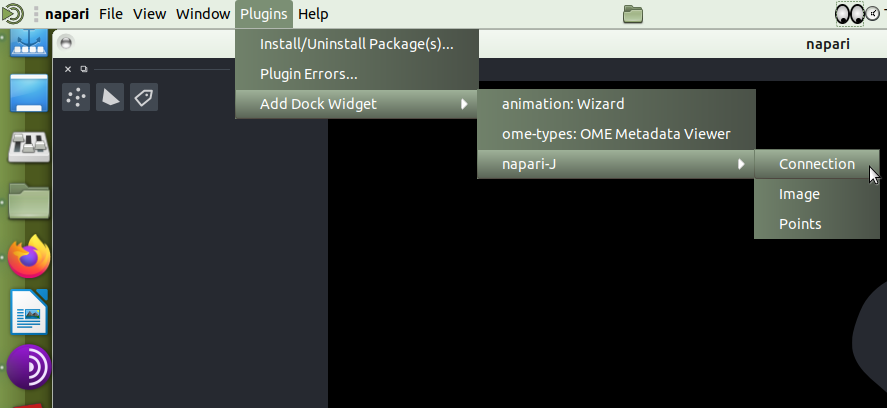 napari File View Window Plugins Help
napari
Install/Uninstall Package(s)...
Plugin Errors...
Add Dock Widget
animation: Wizard
ome-types: OME Metadata Viewer
napari-J
Connection
Image
Points